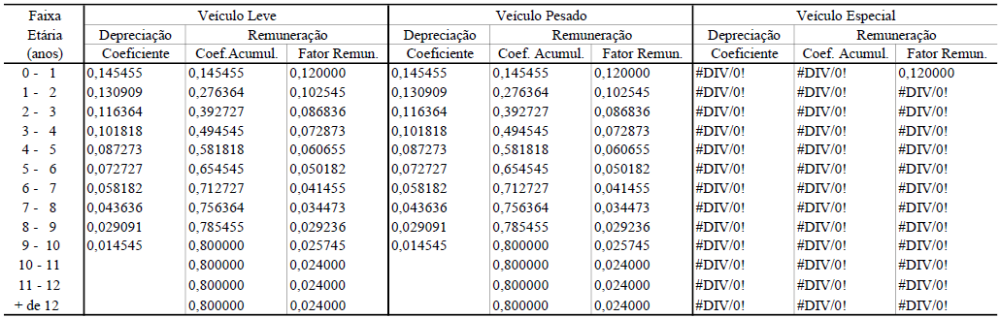 Faixa Veículo Leve Veículo Pesado Veículo Especial
Etária Depreciação Remuneração Depreciação Remuneração Depreciação Remuneração
(anos) Coeficiente Coef.Acumul. Fator Remun. Coeficiente Coef. Acumul. Fator Remun. Coeficiente Coef. Acumul. Fator Remun.
0 - 1 0,145455 0,145455 0,120000 0,145455 0,145455 0,120000 #DIV/0! #DIV/0! 0,120000
1 - 2 0,130909 0,276364 0,102545 0,130909 0,276364 0,102545 #DIV/0! #DIV/0! #DIV/0!
2 - 3 0,116364 0,392727 0,086836 0,116364 0,392727 0,086836 #DIV/0! #DIV/0! #DIV/0!
3 - 4 0,101818 0,494545 0,072873 0,101818 0,494545 0,072873 #DIV/0! #DIV/0! #DIV/0!
4 - 5 0,087273 0,581818 0,060655 0,087273 0,581818 0,060655 #DIV/0! #DIV/0! #DIV/0!
5 - 6 0,072727 0,654545 0,050182 0,072727 0,654545 0,050182 #DIV/0! #DIV/0! #DIV/0!
6 - 7 0,058182 0,712727 0,041455 0,058182 0,712727 0,041455 #DIV/0! #DIV/0! #DIV/0!
7 - 8 0,043636 0,756364 0,034473 0,043636 0,756364 0,034473 #DIV/0! #DIV/0! #DIV/0!
8 - 9 0,029091 0,785455 0,029236 0,029091 0,785455 0,029236 #DIV/0! #DIV/0! #DIV/0!
9 - 10 0,014545 0,800000 0,025745 0,014545 0,800000 0,025745 #DIV/0! #DIV/0! #DIV/0!
10 - 11 0,800000 0,024000 0,800000 0,024000 #DIV/0! #DIV/0! #DIV/0!
11 - 12 0,800000 0,024000 0,800000 0,024000 #DIV/0! #DIV/0! #DIV/0!
+ de 12 0,800000 0,024000 0,800000 0,024000 #DIV/0! #DIV/0! #DIV/0!